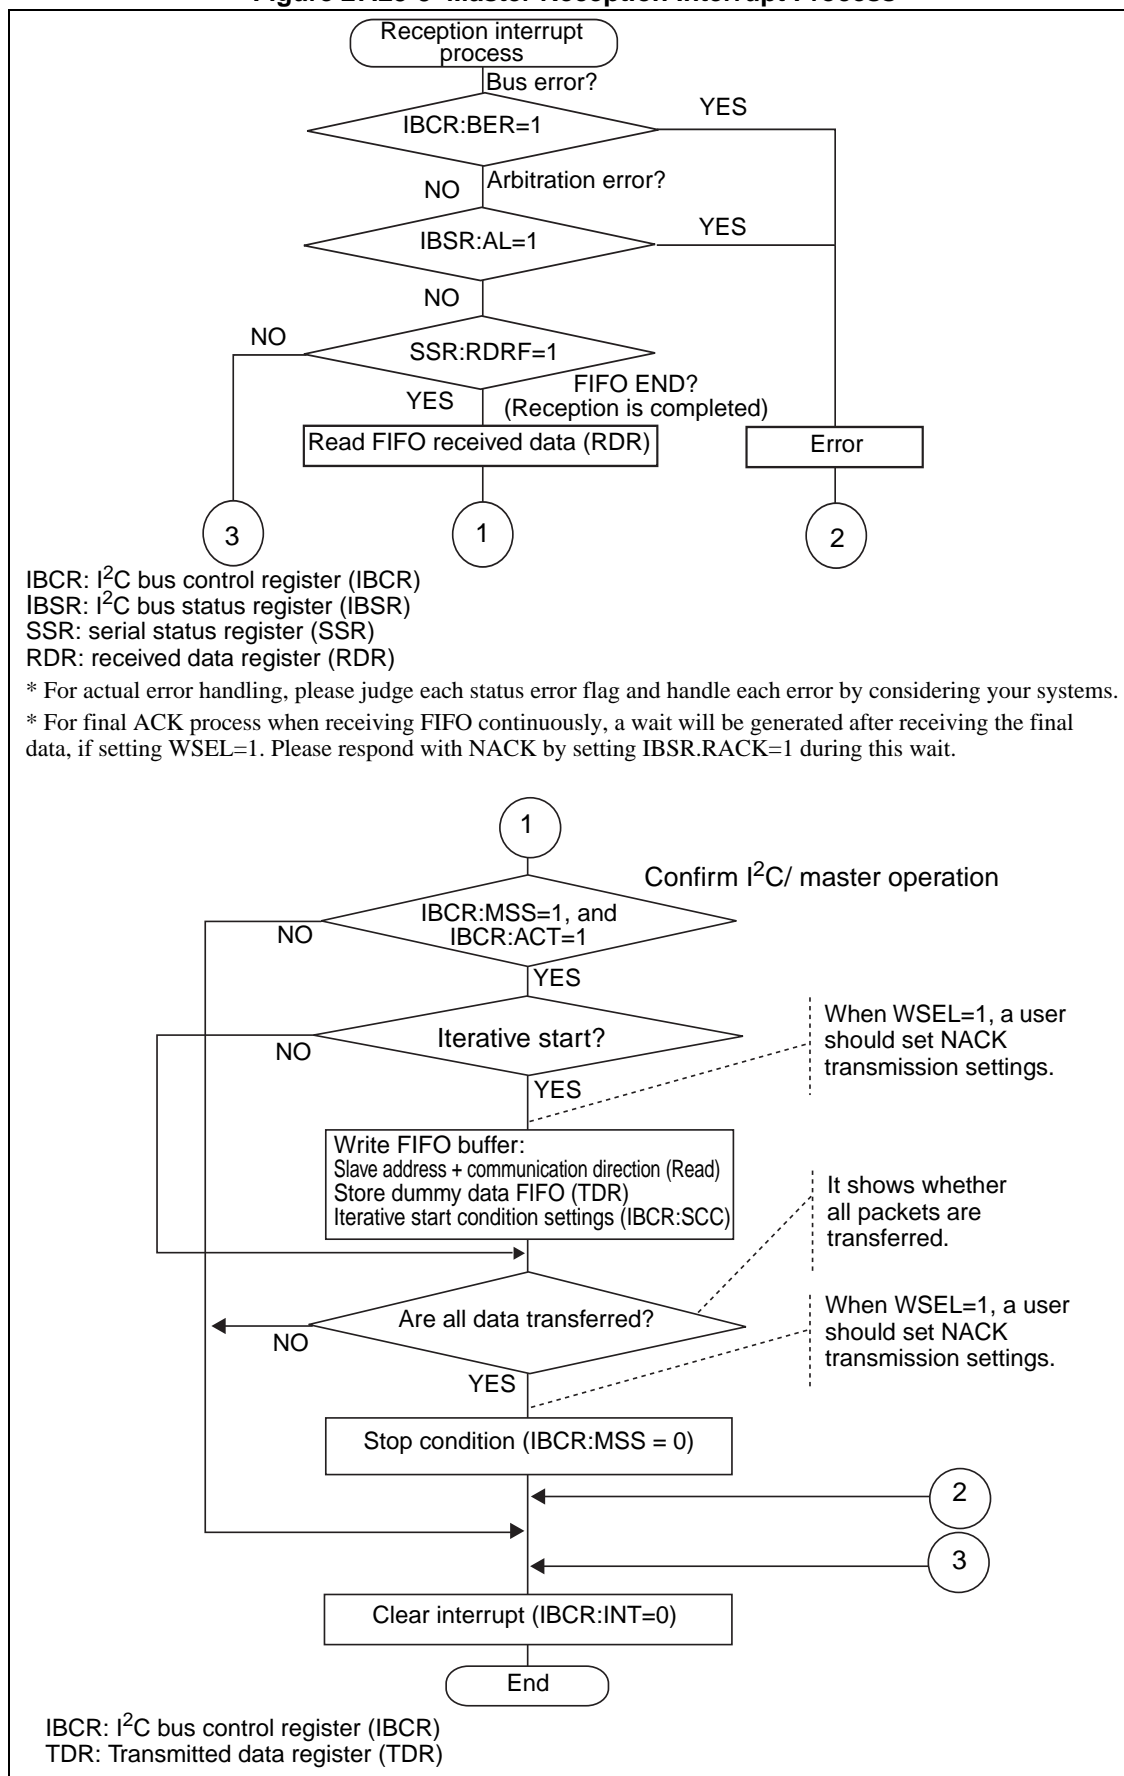 Reception interrupt
process
Bus error?
IBCR:BER=1
YES
NO
Arbitration error?
IBSR:AL=1
YES
NO
SSR:RDRF=1
NO
YES
FIFO END?
(Reception is completed)
Read FIFO received data (RDR)
Error
3
1
2
IBCR: I2C bus control register (IBCR)
IBSR: I2C bus status register (IBSR)
SSR: serial status register (SSR)
RDR: received data register (RDR)
* For actual error handling, please judge each status error flag and handle each error by considering your systems.
* For final ACK process when receiving FIFO continuously, a wait will be generated after receiving the final
data, if setting WSEL=1. Please respond with NACK by setting IBSR.RACK=1 during this wait.
1
Confirm I2C/ master operation
IBCR:MSS=1, and
IBCR:ACT=1
NO
YES
Iterative start?
NO
YES
When WSEL=1, a user
should set NACK
transmission settings.
Write FIFO buffer:
Slave address + communication direction (Read)
Store dummy data FIFO (TDR)
Iterative start condition settings (IBCR:SCC)
It shows whether
all packets are
transferred.
Are all data transferred?
NO
YES
When WSEL=1, a user
should set NACK
transmission settings.
Stop condition (IBCR:MSS = 0)
2
3
Clear interrupt (IBCR:INT=0)
End
IBCR: I2C bus control register (IBCR)
TDR: Transmitted data register (TDR)